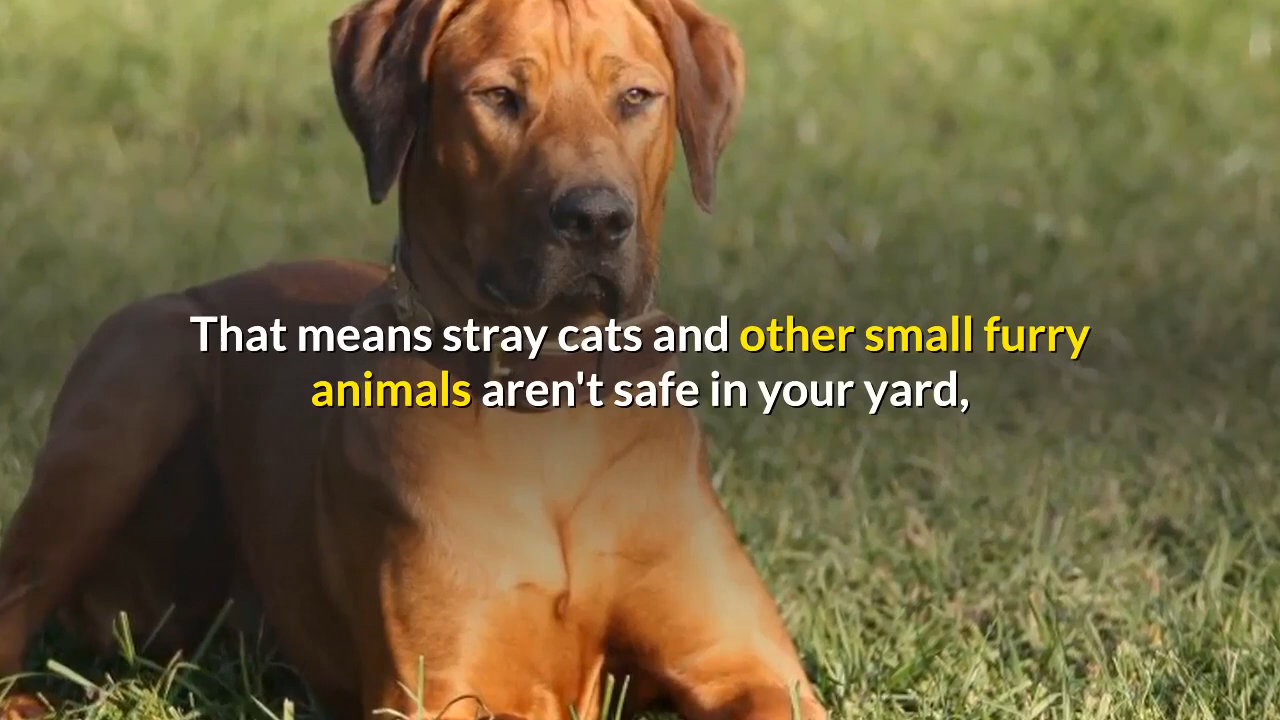 That means stray cats and other small furry
animals aren't safe in your yard,